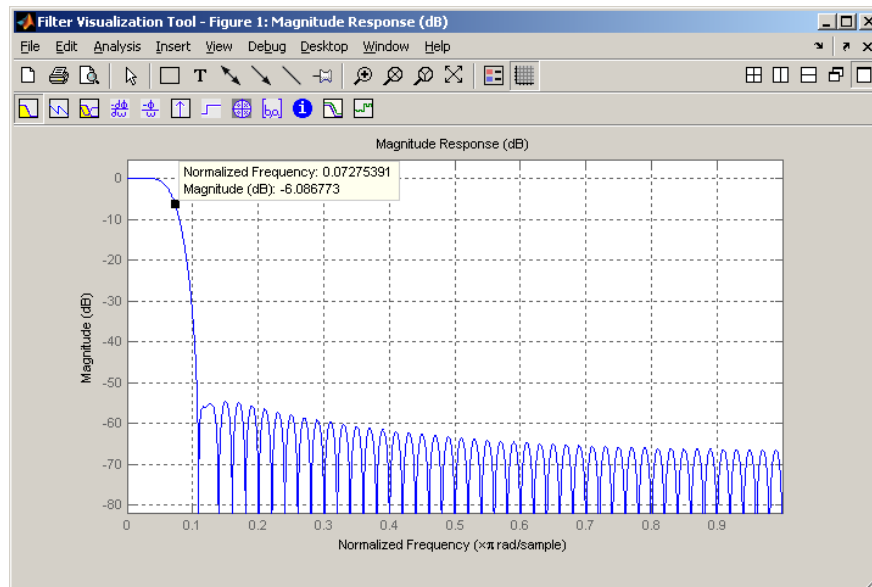 Filter Visualization Tool - Figure 1: Magnitude Response (dB)
File Edit Analysis Insert View Debug Desktop Window Help
T
[b,a]
i
Magnitude Response (dB)
Normalized Frequency: 0.07275391
Magnitude (dB): -6.086773
Magnitude (dB)
0
-10
-20
-30
-40
-50
-60
-70
-80
0 0.1 0.2 0.3 0.4 0.5 0.6 0.7 0.8 0.9
Normalized Frequency (×π rad/sample)